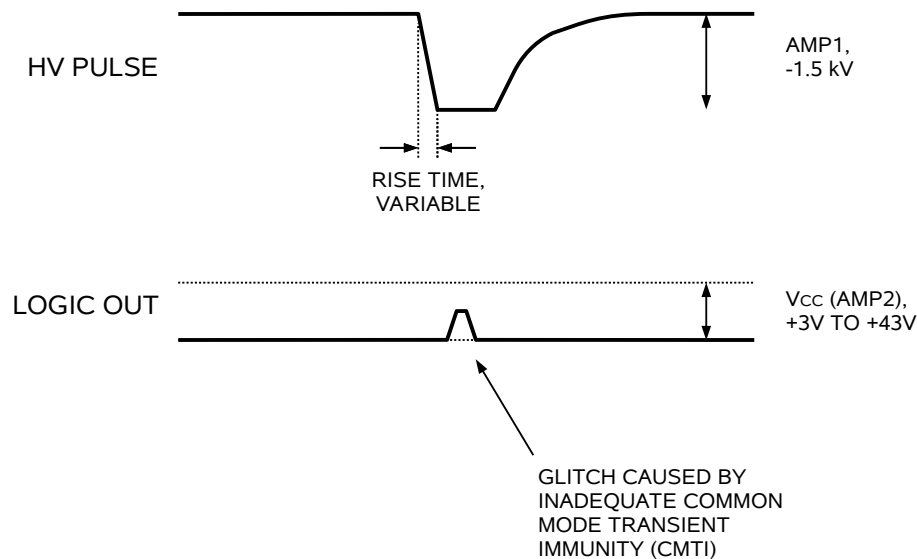 HV PULSE
AMP1,
-1.5 kV
RISE TIME,
VARIABLE
LOGIC OUT
VCC (AMP2),
+3V TO +43V
GLITCH CAUSED BY
INADEQUATE COMMON
MODE TRANSIENT
IMMUNITY (CMTI)